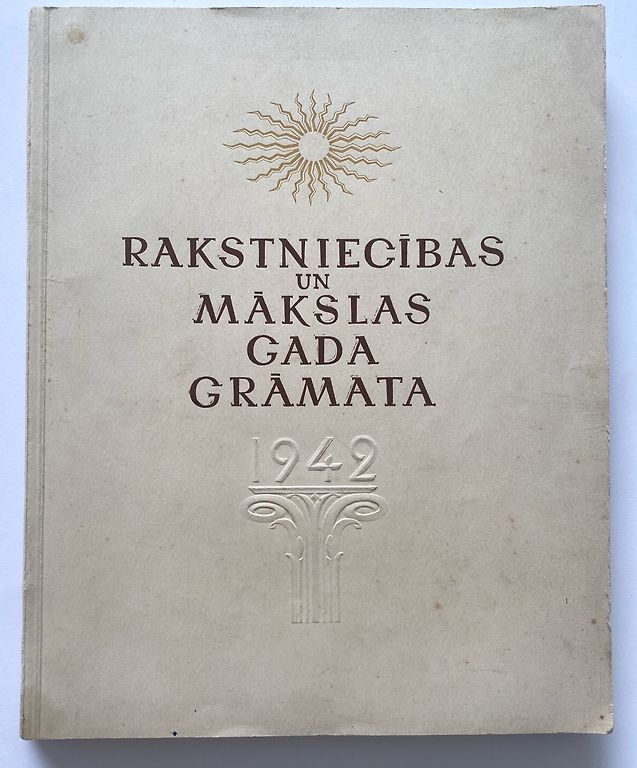 RAKSTNIECĪBAS
UN
MĀKSLAS
GADA
GRĀMATA
1942